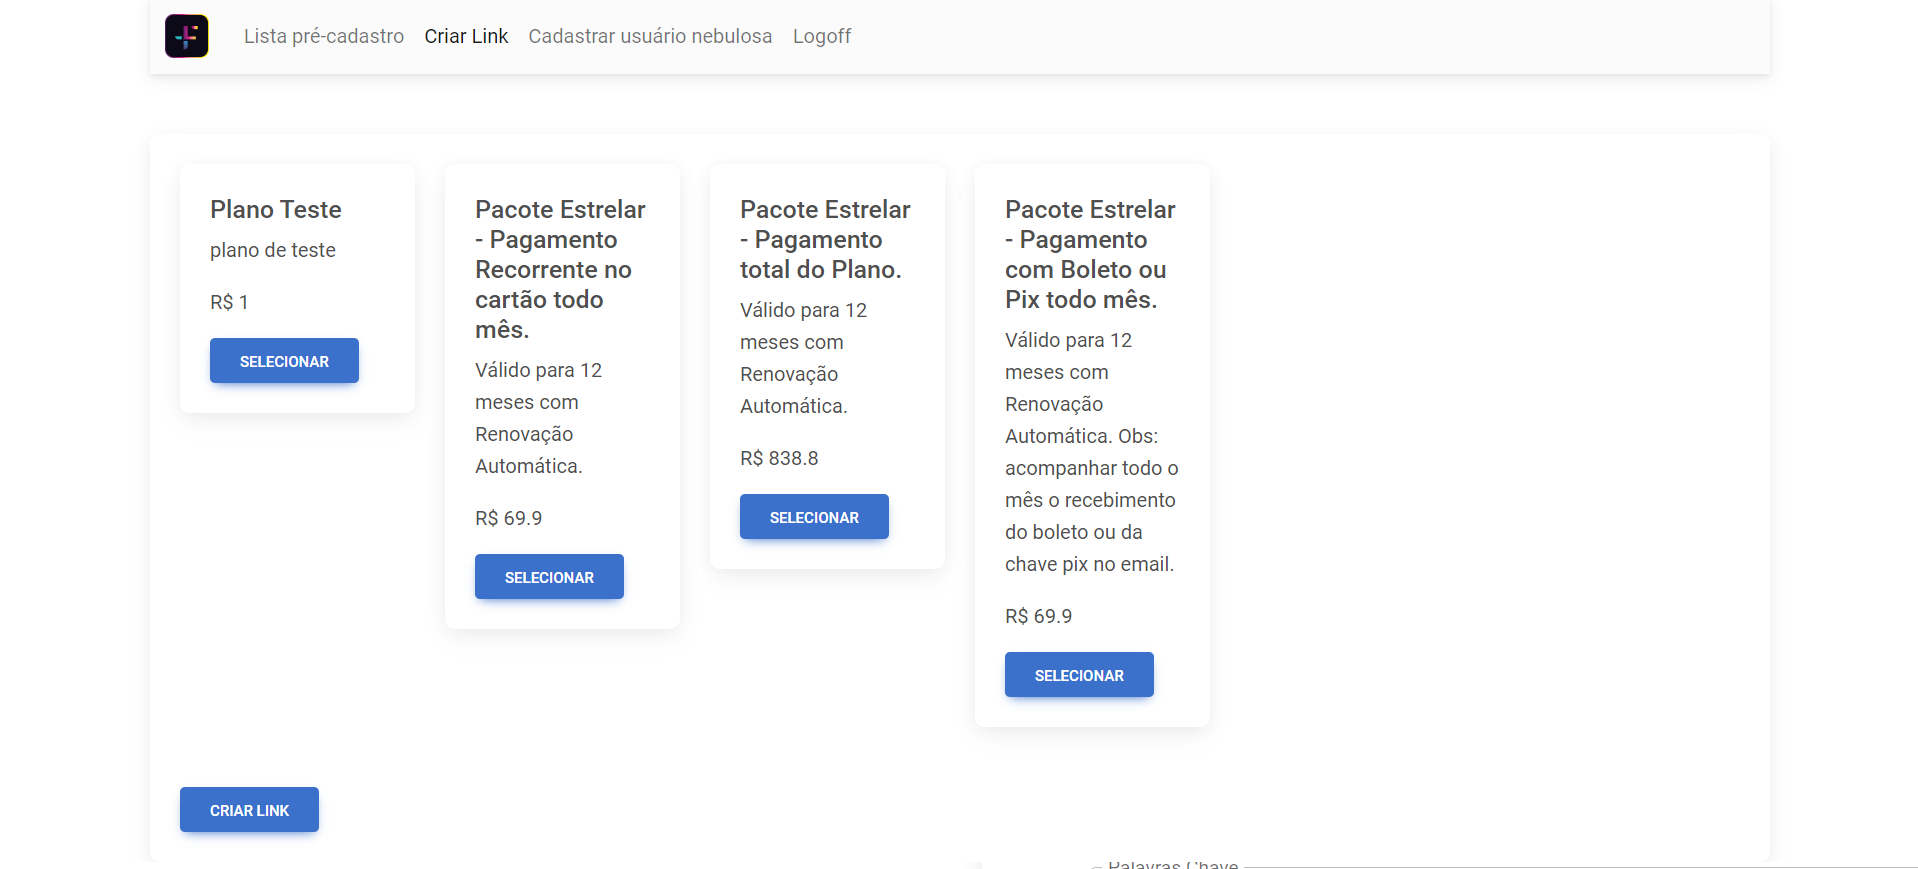 Lista pré-cadastro Criar Link Cadastrar usuário nebulosa Logoff
Plano Teste
plano de teste
R$ 1
SELECIONAR
Pacote Estrelar
- Pagamento
Recorrente no
cartão todo
mês.
Válido para 12
meses com
Renovação
Automática.
R$ 69.9
SELECIONAR
Pacote Estrelar
- Pagamento
total do Plano.
Válido para 12
meses com
Renovação
Automática.
R$ 838.8
SELECIONAR
Pacote Estrelar
- Pagamento
com Boleto ou
Pix todo mês.
Válido para 12
meses com
Renovação
Automática. Obs:
acompanhar todo o
mês o recebimento
do boleto ou da
chave pix no email.
R$ 69.9
SELECIONAR
CRIAR LINK
Palavras Chave